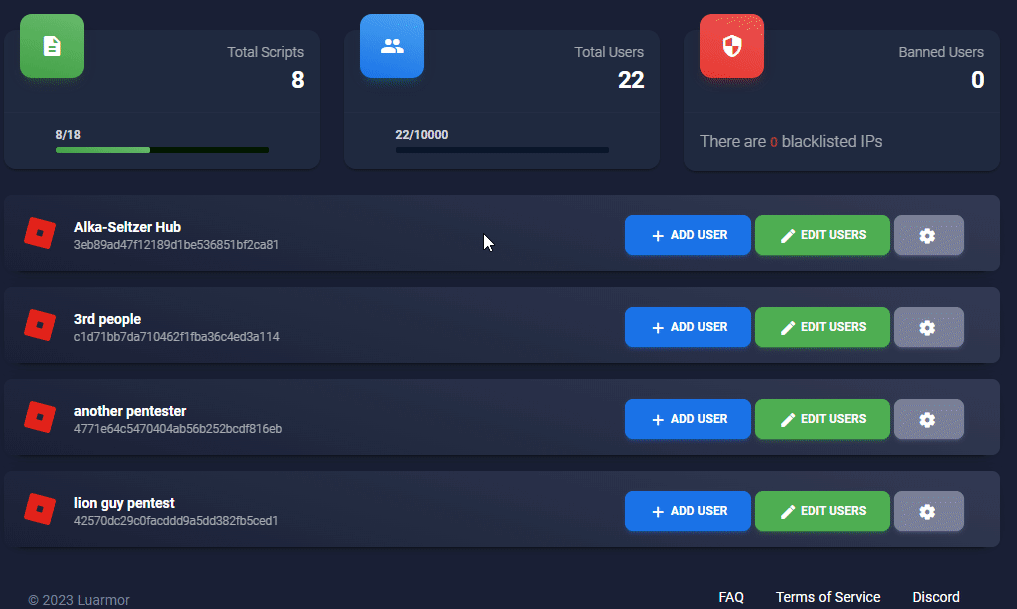 Total Scripts
8
8/18
Total Users
22
22/10000
Banned Users
0
There are 0 blacklisted IPs
Alka-Seltzer Hub
3eb89ad47f12189d1be536851bf2ca81
ADD USER
EDIT USERS
3rd people
c1d71bb7da710462f1fba36c4ed3a114
ADD USER
EDIT USERS
another pentester
4771e64c5470404ab56b252bcdf816eb
ADD USER
EDIT USERS
lion guy pentest
42570dc29c0facddd9a5dd382fb5ced1
ADD USER
EDIT USERS
© 2023 Luarmor
FAQ
Terms of Service
Discord